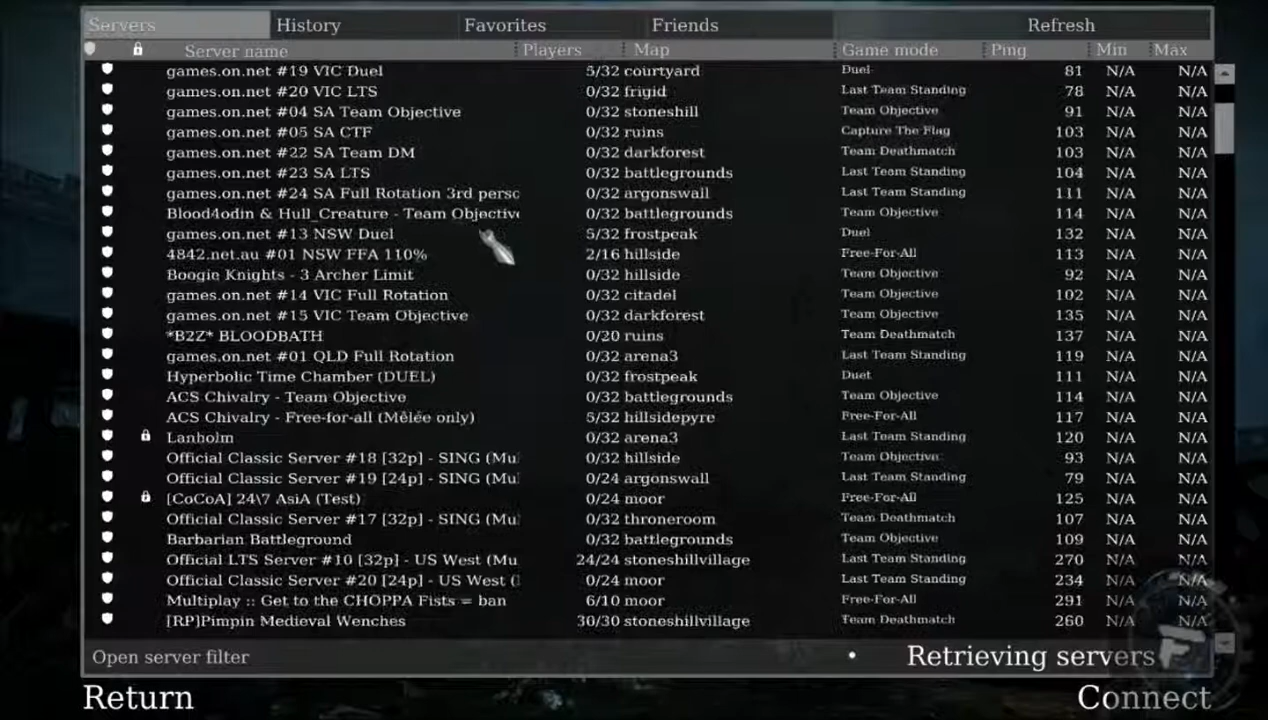 Servers History Favorites Friends Refresh
Server name Players Map Game mode Ping Min Max
games.on.net #19 VIC Duel 5/32 courtyard Duel 81 N/A N/A
games.on.net #20 VIC LTS 0/32 frigid Last Team Standing 78 N/A N/A
games.on.net #04 SA Team Objective 0/32 stoneshill Team Objective 91 N/A N/A
games.on.net #05 SA CTF 0/32 ruins Capture The Flag 103 N/A N/A
games.on.net #22 SA Team DM 0/32 darkforest Team Deathmatch 103 N/A N/A
games.on.net #23 SA LTS 0/32 battlegrounds Last Team Standing 104 N/A N/A
games.on.net #24 SA Full Rotation 3rd perso 0/32 argonswall Last Team Standing 111 N/A N/A
Blood4odin & Hull_Creature - Team Objective 0/32 battlegrounds Team Objective 114 N/A N/A
games.on.net #13 NSW Duel 5/32 frostpeak Duel 132 N/A N/A
4842.net.au #01 NSW FFA 110% 2/16 hillside Free-For-All 113 N/A N/A
Boogie Knights - 3 Archer Limit 0/32 hillside Team Objective 92 N/A N/A
games.on.net #14 VIC Full Rotation 0/32 citadel Team Objective 102 N/A N/A
games.on.net #15 VIC Team Objective 0/32 darkforest Team Objective 135 N/A N/A
*B2Z* BLOODBATH 0/20 ruins Team Deathmatch 137 N/A N/A
games.on.net #01 QLD Full Rotation 0/32 arena3 Last Team Standing 119 N/A N/A
Hyperbolic Time Chamber (DUEL) 0/32 frostpeak Duel 111 N/A N/A
ACS Chivalry - Team Objective 0/32 battlegrounds Team Objective 114 N/A N/A
ACS Chivalry - Free-for-all (Mêlée only) 5/32 hillsidepyre Free-For-All 117 N/A N/A
Lanholm 0/32 arena3 Last Team Standing 120 N/A N/A
Official Classic Server #18 [32p] - SING (Mu 0/32 hillside Team Objective 93 N/A N/A
Official Classic Server #19 [24p] - SING (Mu 0/24 argonswall Last Team Standing 79 N/A N/A
[CoCoA] 24\7 AsiA (Test) 0/24 moor Free-For-All 125 N/A N/A
Official Classic Server #17 [32p] - SING (Mu 0/32 throneroom Team Deathmatch 107 N/A N/A
Barbarian Battleground 0/32 battlegrounds Team Objective 109 N/A N/A
Official LTS Server #10 [32p] - US West (Mu 24/24 stoneshillvillage Last Team Standing 270 N/A N/A
Official Classic Server #20 [24p] - US West ( 0/24 moor Last Team Standing 234 N/A N/A
Multiplay :: Get to the CHOPPA Fists = ban 6/10 moor Free-For-All 291 N/A N/A
[RP]Pimpin Medieval Wenches 30/30 stoneshillvillage Team Deathmatch 260 N/A N/A
Open server filter Retrieving servers
Return Connect